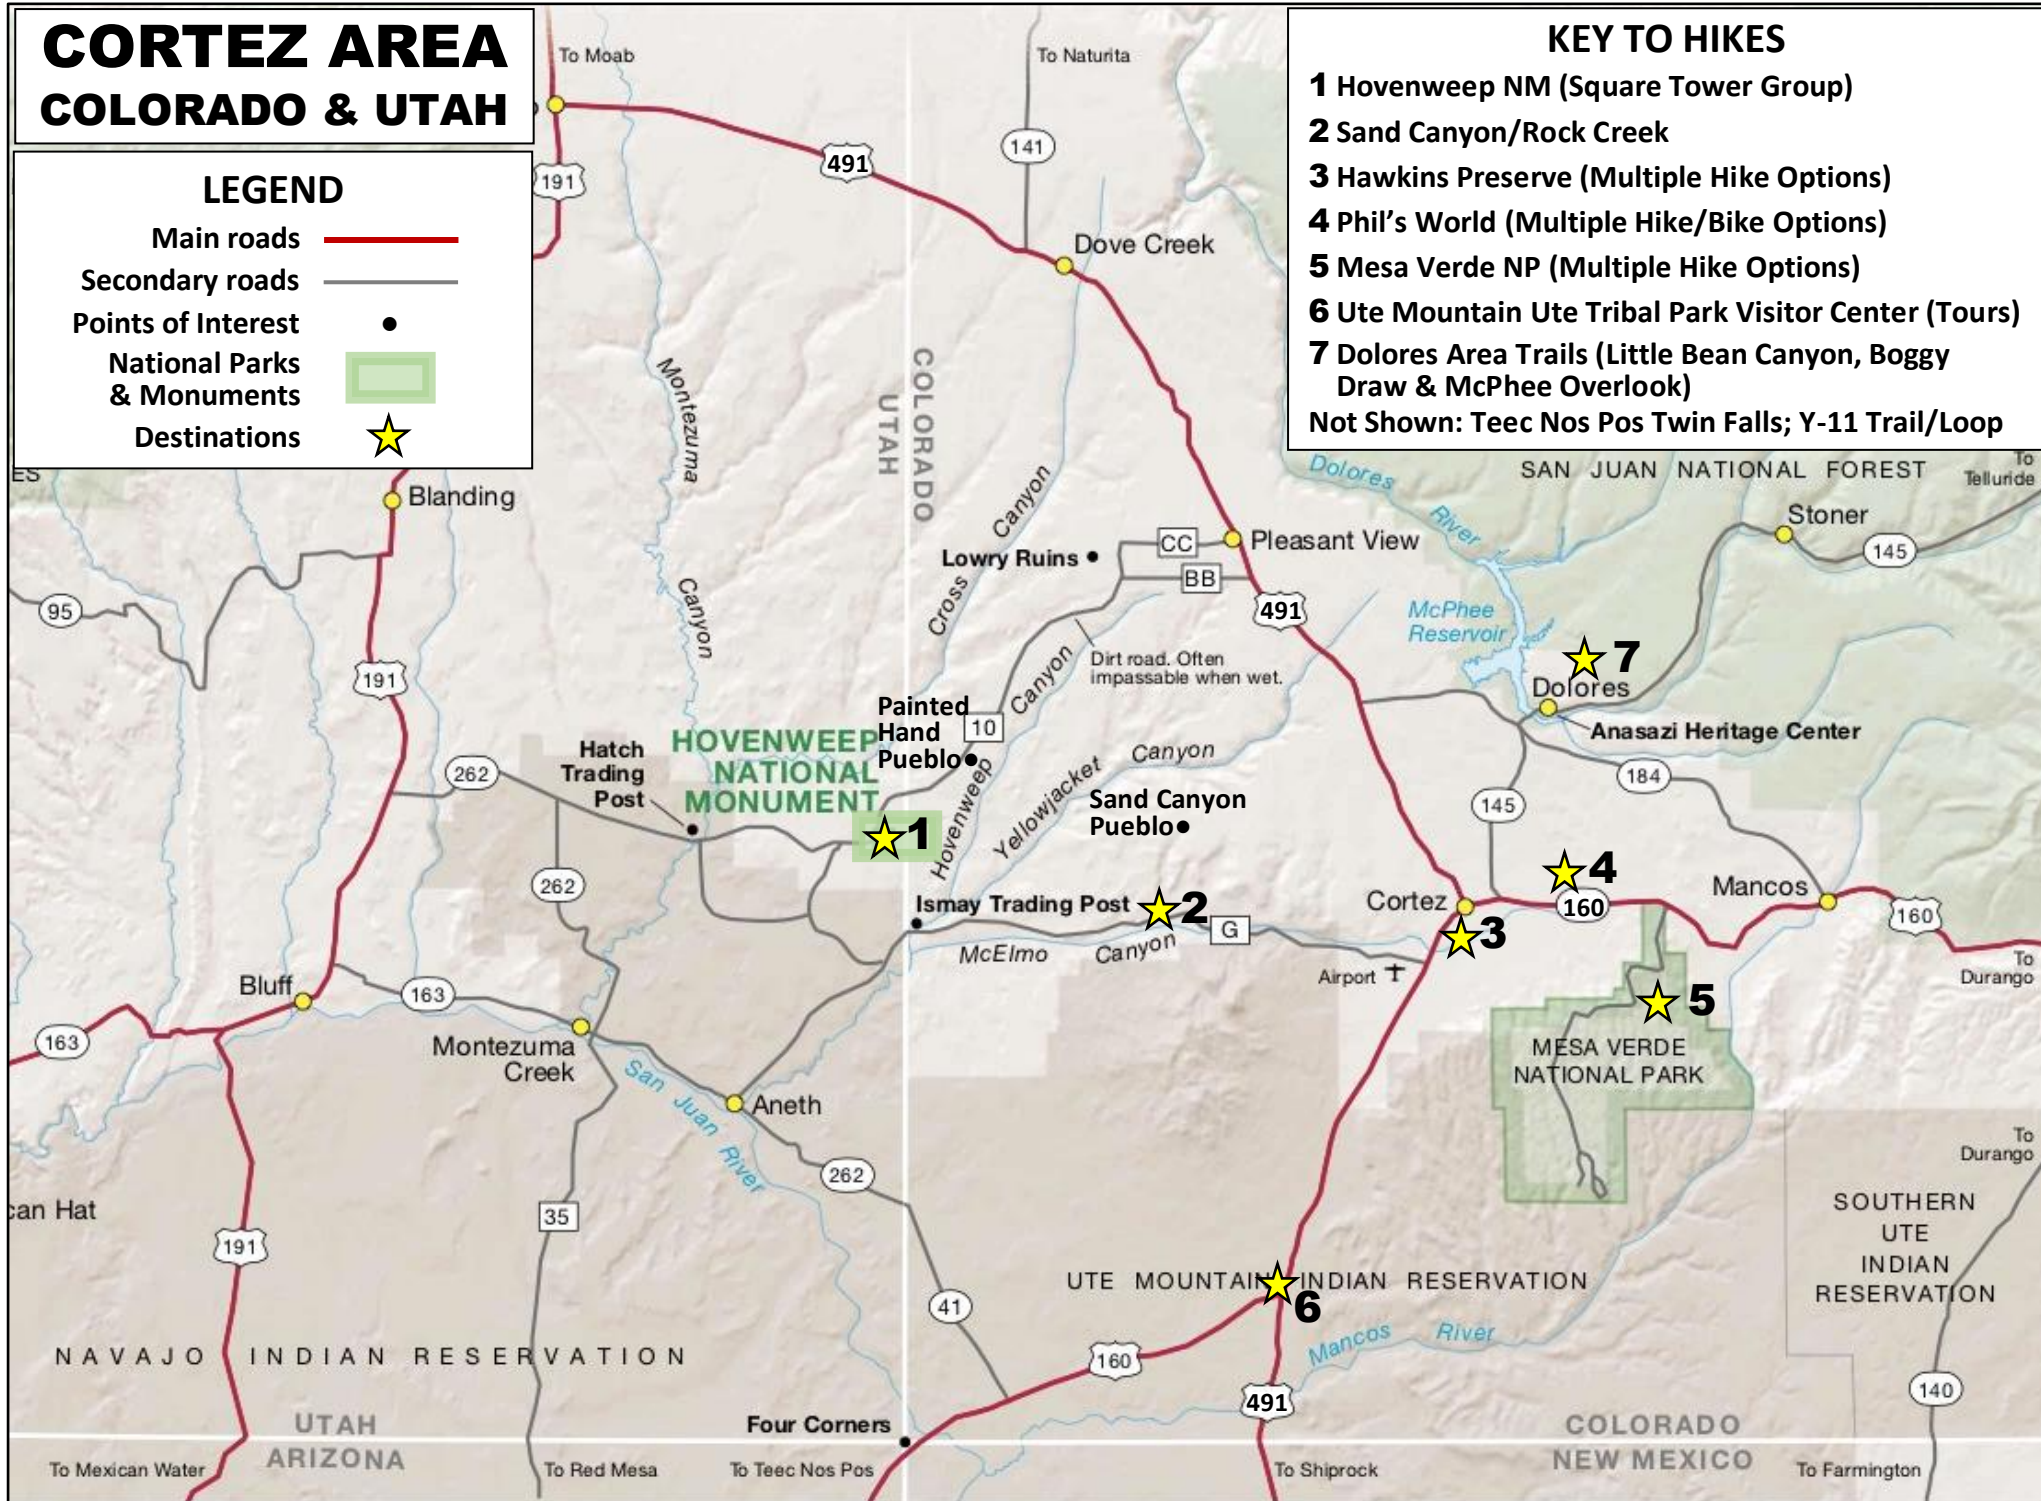 CORTEZ AREA
COLORADO & UTAH
LEGEND
Main roads
Secondary roads
Points of Interest
National Parks
& Monuments
Destinations
KEY TO HIKES
1 Hovenweep NM (Square Tower Group)
2 Sand Canyon/Rock Creek
3 Hawkins Preserve (Multiple Hike Options)
4 Phil's World (Multiple Hike/Bike Options)
5 Mesa Verde NP (Multiple Hike Options)
6 Ute Mountain Ute Tribal Park Visitor Center (Tours)
7 Dolores Area Trails (Little Bean Canyon, Boggy
Draw & McPhee Overlook)
Not Shown: Teec Nos Pos Twin Falls; Y-11 Trail/Loop
To Moab
To Naturita
491
141
191
Dove Creek
COLORADO
UTAH
Montezuma
Canyon
Cross
Canyon
ES
Blanding
Dolores
River
SAN JUAN NATIONAL FOREST
To
Telluride
Stoner
145
CC
Pleasant View
Lowry Ruins
BB
491
95
191
McPhee
Reservoir
Dirt road. Often
impassable when wet.
7
Dolores
Anasazi Heritage Center
Painted
Hand
Pueblo
10
Hovenweep
Canyon
Yellowjacket
Canyon
HOVENWEEP
NATIONAL
MONUMENT
Hatch
Trading
Post
262
184
145
Sand Canyon
Pueblo
1
262
4
Cortez
160
Mancos
160
Ismay Trading Post
2
G
3
McElmo
Canyon
Airport
To
Durango
Bluff
163
5
163
Montezuma
Creek
MESA VERDE
NATIONAL PARK
San Juan
River
Aneth
262
To
Durango
can Hat
35
191
SOUTHERN
UTE
INDIAN
RESERVATION
UTE MOUNTAIN INDIAN RESERVATION
6
41
Mancos
River
NAVAJO INDIAN RESERVATION
160
491
140
UTAH
ARIZONA
Four Corners
COLORADO
NEW MEXICO
To Mexican Water
To Red Mesa
To Teec Nos Pos
To Shiprock
To Farmington